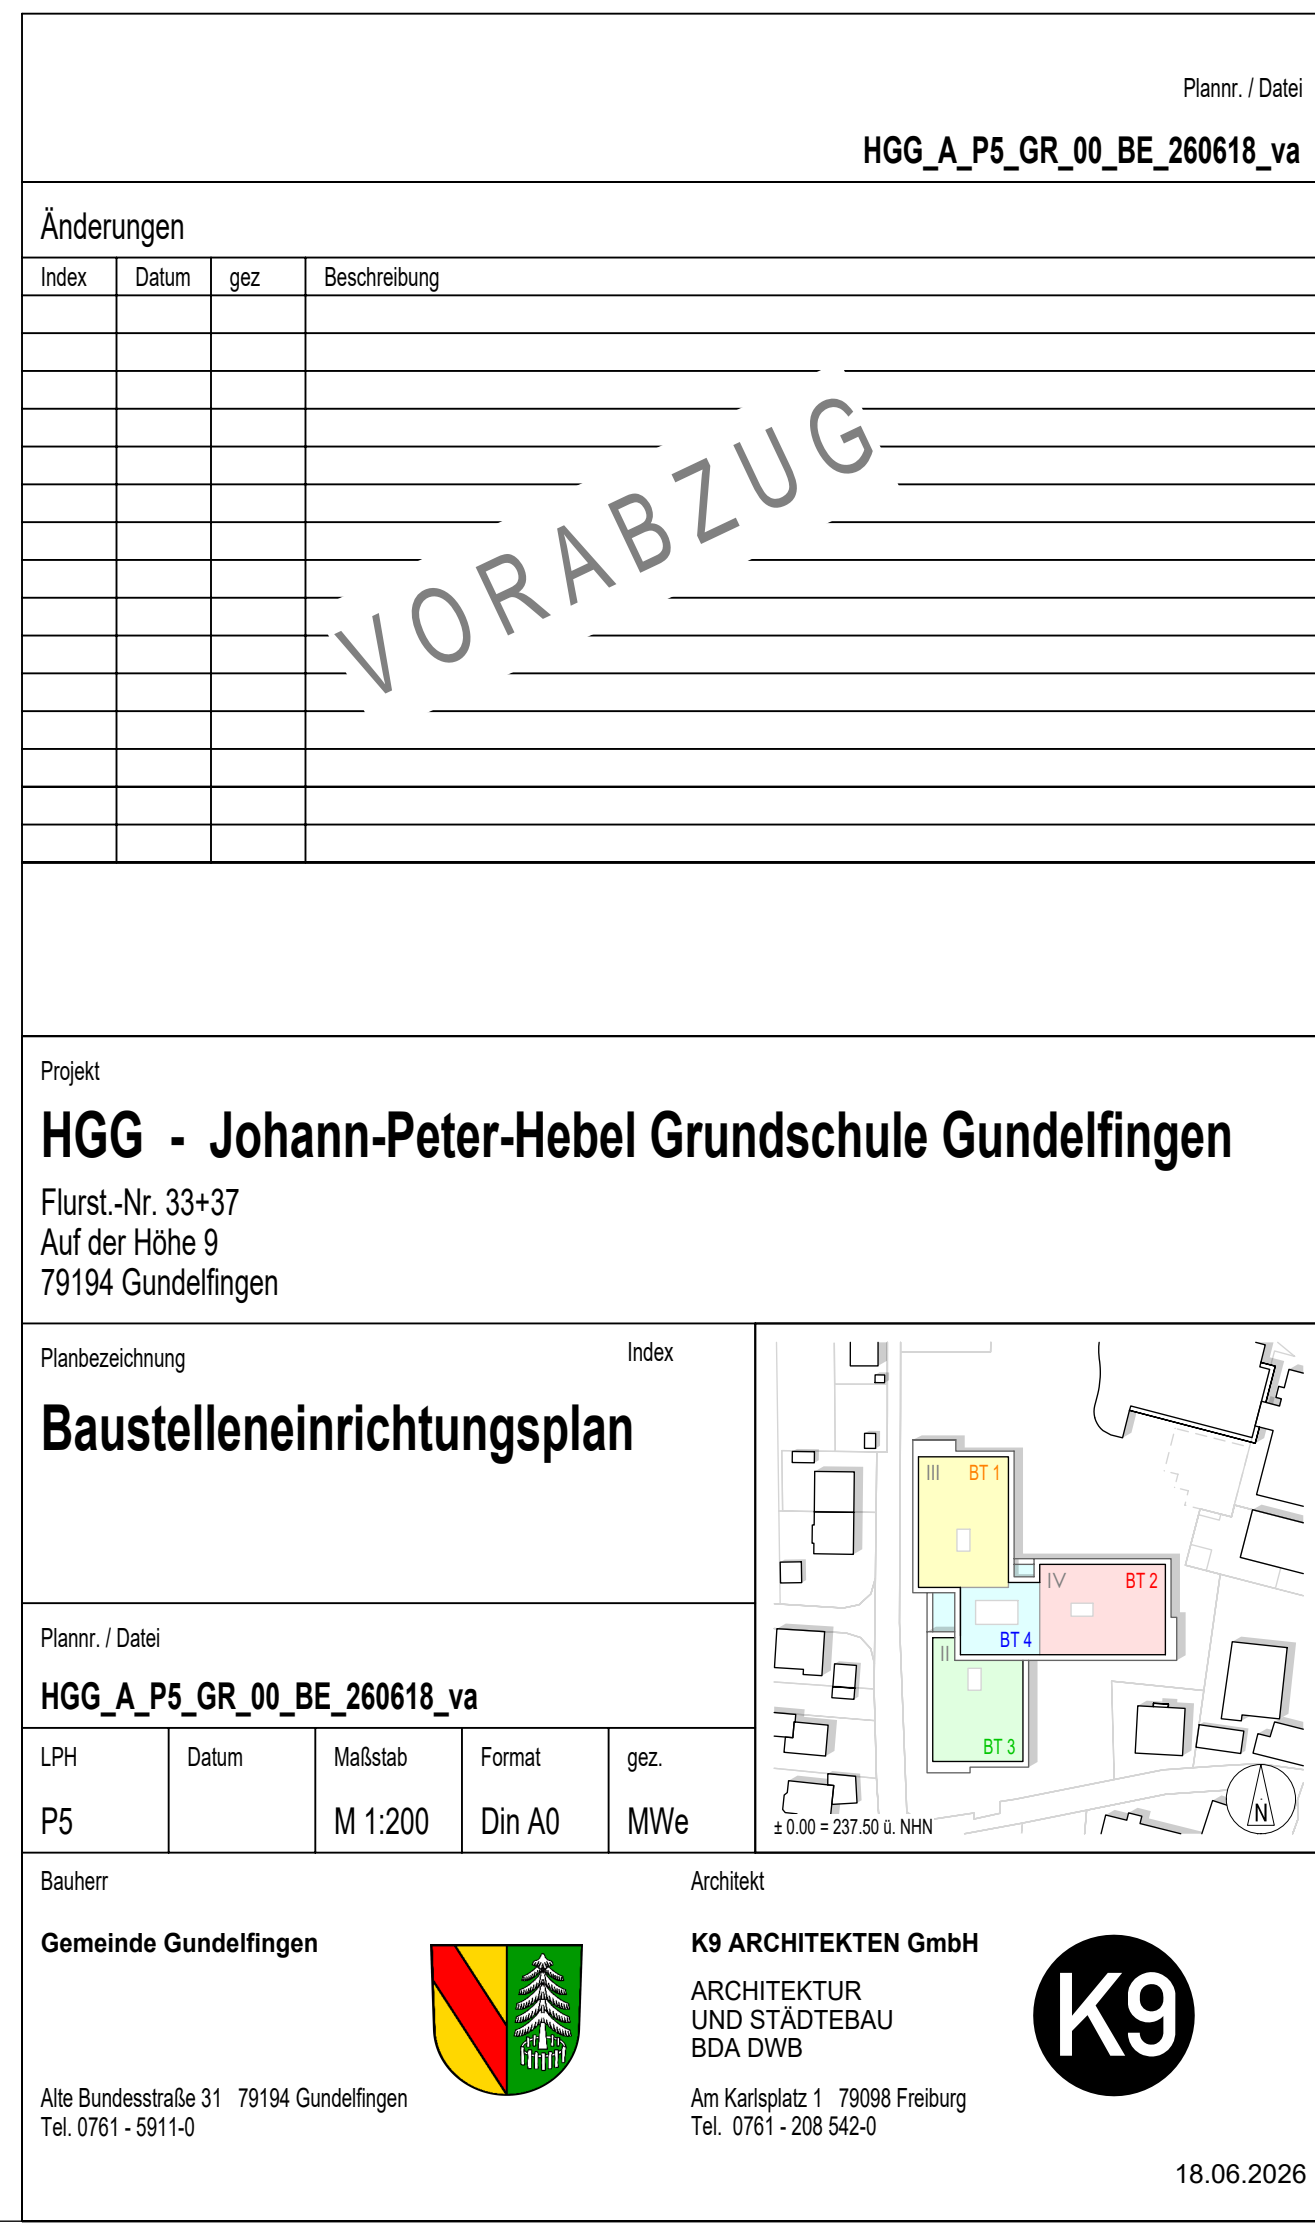 Plannr. / Datei
HGG_A_P5_GR_00_BE_260618_va
Änderungen
Index Datum gez Beschreibung
VORABZUG
Projekt
HGG - Johann-Peter-Hebel Grundschule Gundelfingen
Flurst.-Nr. 33+37
Auf der Höhe 9
79194 Gundelfingen
Planbezeichnung Index
Baustelleneinrichtungsplan
III BT 1
IV BT 2
BT 4
II
BT 3
N
± 0.00 = 237.50 ü. NHN
Plannr. / Datei
HGG_A_P5_GR_00_BE_260618_va
LPH Datum Maßstab Format gez.
P5 M 1:200 Din A0 MWe
Bauherr
Gemeinde Gundelfingen
Alte Bundesstraße 31 79194 Gundelfingen
Tel. 0761 - 5911-0
Architekt
K9 ARCHITEKTEN GmbH
ARCHITEKTUR
UND STÄDTEBAU
BDA DWB
K9
Am Karlsplatz 1 79098 Freiburg
Tel. 0761 - 208 542-0
18.06.2026